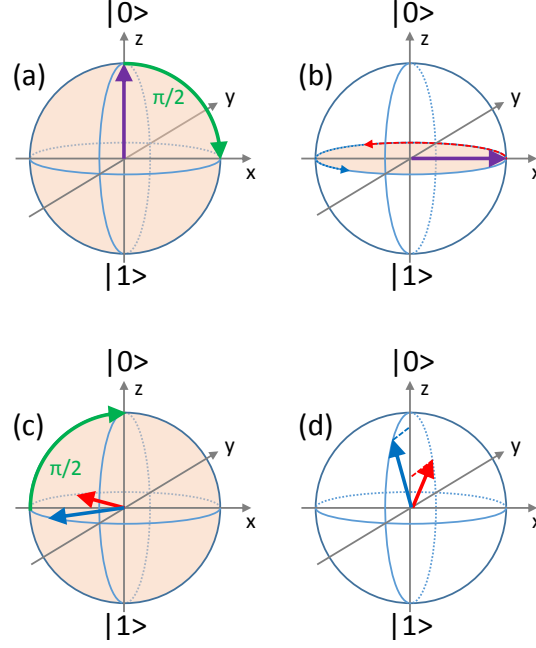 |0>
z
(a)
π/2
y
x
|1>
|0>
z
(b)
y
x
|1>
|0>
z
(c)
π/2
y
x
|1>
|0>
z
(d)
y
x
|1>